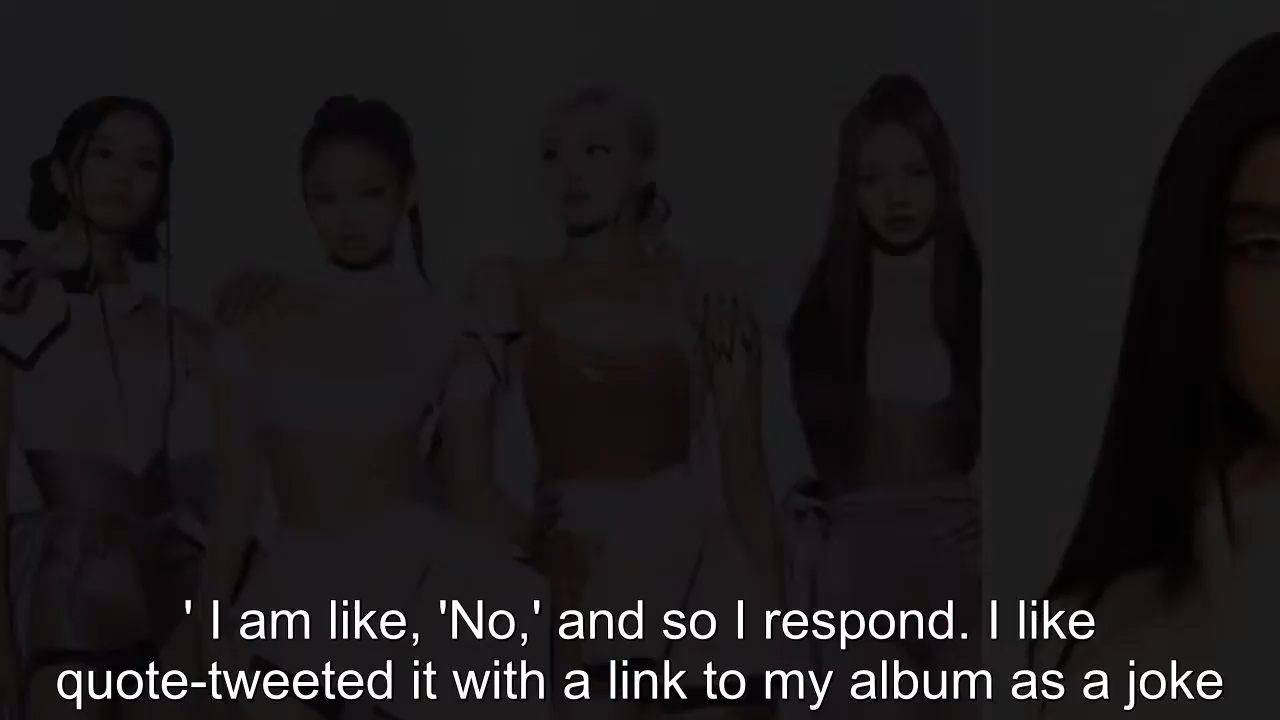 ' I am like, 'No,' and so I respond. I like
quote-tweeted it with a link to my album as a joke